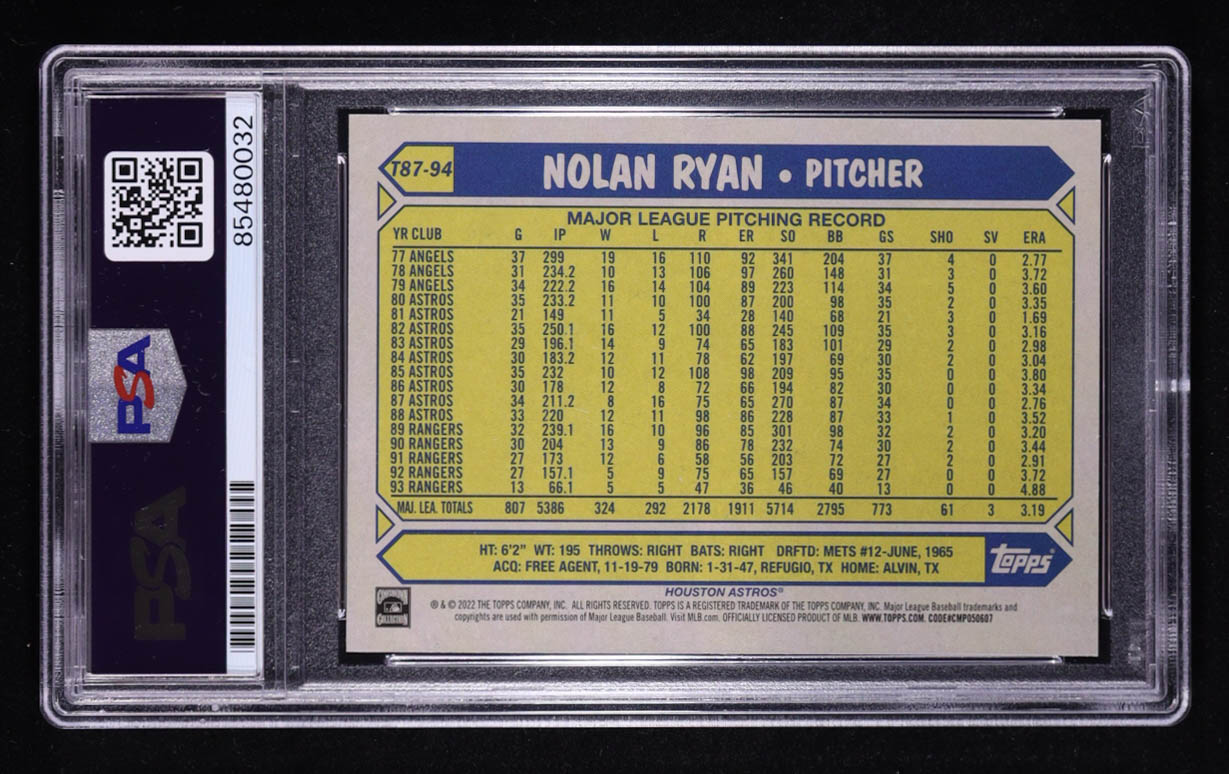 85480032
PSA
PSA
T87-94
NOLAN RYAN • PITCHER
MAJOR LEAGUE PITCHING RECORD
YR CLUB G IP W L R ER SO BB GS SHO SV ERA
77 ANGELS 37 299 19 16 110 92 341 204 37 4 0 2.77
78 ANGELS 31 234.2 10 13 106 97 260 148 31 3 0 3.72
79 ANGELS 34 222.2 16 14 104 89 223 114 34 5 0 3.60
80 ASTROS 35 233.2 11 10 100 87 200 98 35 2 0 3.35
81 ASTROS 21 149 11 5 34 28 140 68 21 3 0 1.69
82 ASTROS 35 250.1 16 12 100 88 245 109 35 3 0 3.16
83 ASTROS 29 196.1 14 9 74 65 183 101 29 2 0 2.98
84 ASTROS 30 183.2 12 11 78 62 197 69 30 2 0 3.04
85 ASTROS 35 232 10 12 108 98 209 95 35 0 0 3.80
86 ASTROS 30 178 12 8 72 66 194 82 30 0 0 3.34
87 ASTROS 34 211.2 8 16 75 65 270 87 34 0 0 2.76
88 ASTROS 33 220 12 11 98 86 228 87 33 1 0 3.52
89 RANGERS 32 239.1 16 10 96 85 301 98 32 2 0 3.20
90 RANGERS 30 204 13 9 86 78 232 74 30 2 0 3.44
91 RANGERS 27 173 12 6 58 56 203 72 27 2 0 2.91
92 RANGERS 27 157.1 5 9 75 65 157 69 27 0 0 3.72
93 RANGERS 13 66.1 5 5 47 36 46 40 13 0 0 4.88
MAJ. LEA. TOTALS 807 5386 324 292 2178 1911 5714 2795 773 61 3 3.19
HT: 6'2" WT: 195 THROWS: RIGHT BATS: RIGHT DRFTD: METS #12-JUNE, 1965
ACQ: FREE AGENT, 11-19-79 BORN: 1-31-47, REFUGIO, TX HOME: ALVIN, TX
Topps®
HOUSTON ASTROS®
COOPERSTOWN COLLECTION
® & © 2022 THE TOPPS COMPANY, INC. ALL RIGHTS RESERVED. TOPPS IS A REGISTERED TRADEMARK OF THE TOPPS COMPANY, INC. Major League Baseball trademarks and
copyrights are used with permission of Major League Baseball. Visit MLB.com. OFFICIALLY LICENSED PRODUCT OF MLB. WWW.TOPPS.COM. CODE#CMP050607